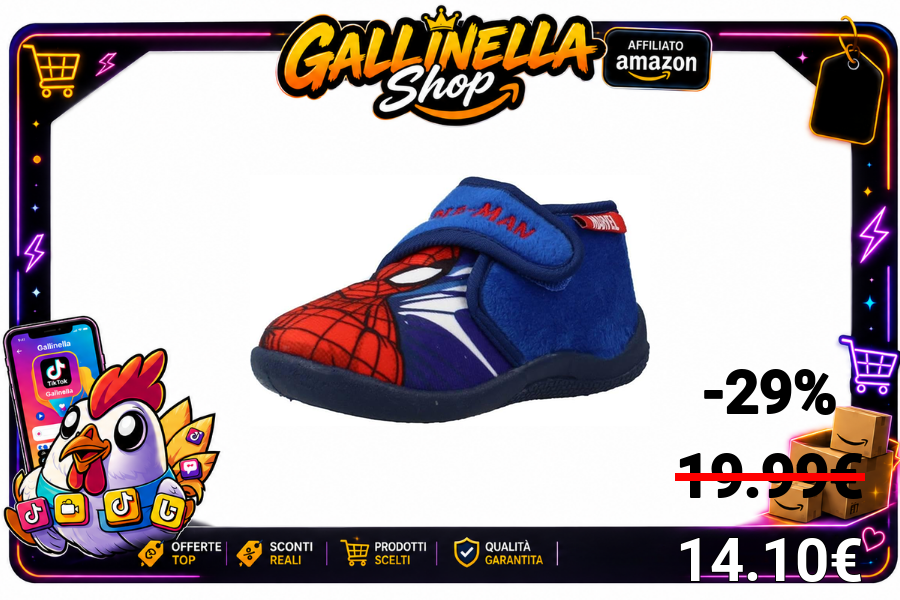 GALLINELLA
Shop
AFFILIATO
amazon
MARVEL
-MAN
Gallinella
TikTok
Gallinella
-29%
19.99€
14.10€
OFFERTE
TOP
SCONTI
REALI
PRODOTTI
SCELTI
QUALITÀ
GARANTITA